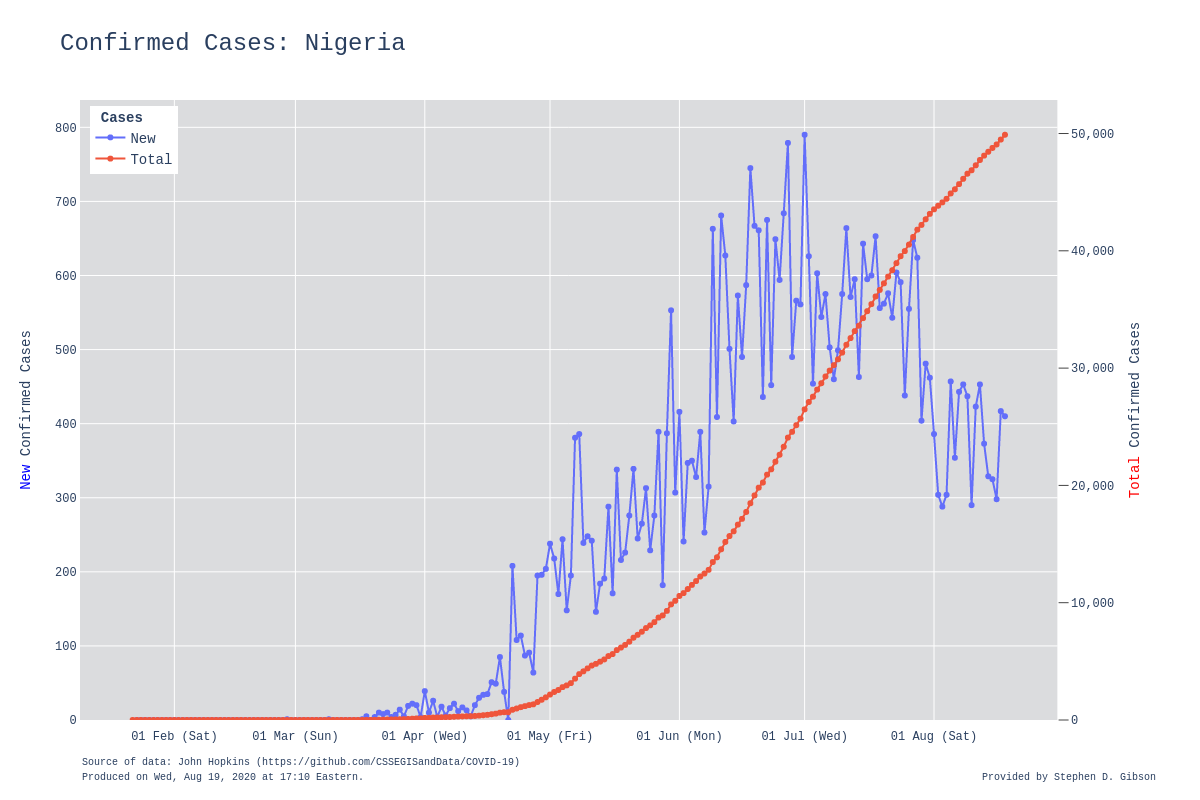 Confirmed Cases: Nigeria
Cases
New
Total
800
700
600
500
400
300
200
100
0
New Confirmed Cases
50,000
40,000
30,000
20,000
10,000
0
Total Confirmed Cases
01 Feb (Sat)
01 Mar (Sun)
01 Apr (Wed)
01 May (Fri)
01 Jun (Mon)
01 Jul (Wed)
01 Aug (Sat)
Source of data: John Hopkins (https://github.com/CSSEGISandData/COVID-19)
Produced on Wed, Aug 19, 2020 at 17:10 Eastern.
Provided by Stephen D. Gibson